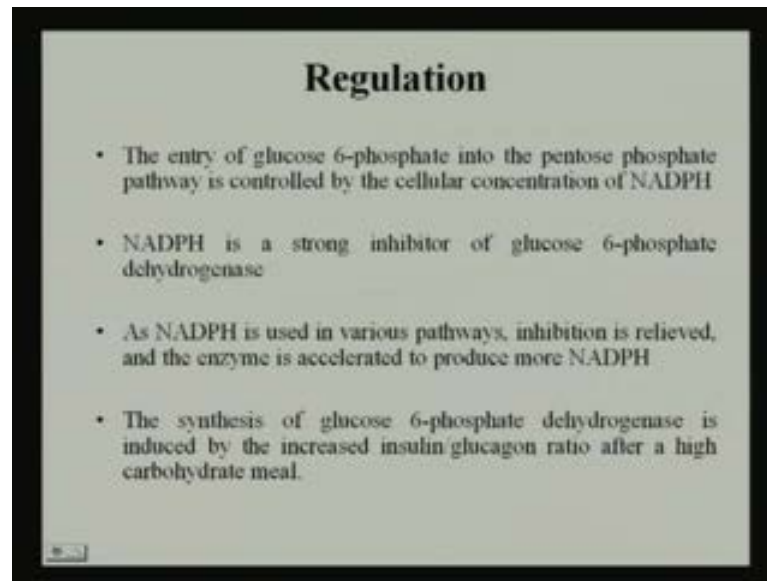 Regulation
• The entry of glucose 6-phosphate into the pentose phosphate
pathway is controlled by the cellular concentration of NADPH
• NADPH is a strong inhibitor of glucose 6-phosphate
dehydrogenase
• As NADPH is used in various pathways, inhibition is relieved,
and the enzyme is accelerated to produce more NADPH
• The synthesis of glucose 6-phosphate dehydrogenase is
induced by the increased insulin/glucagon ratio after a high
carbohydrate meal.